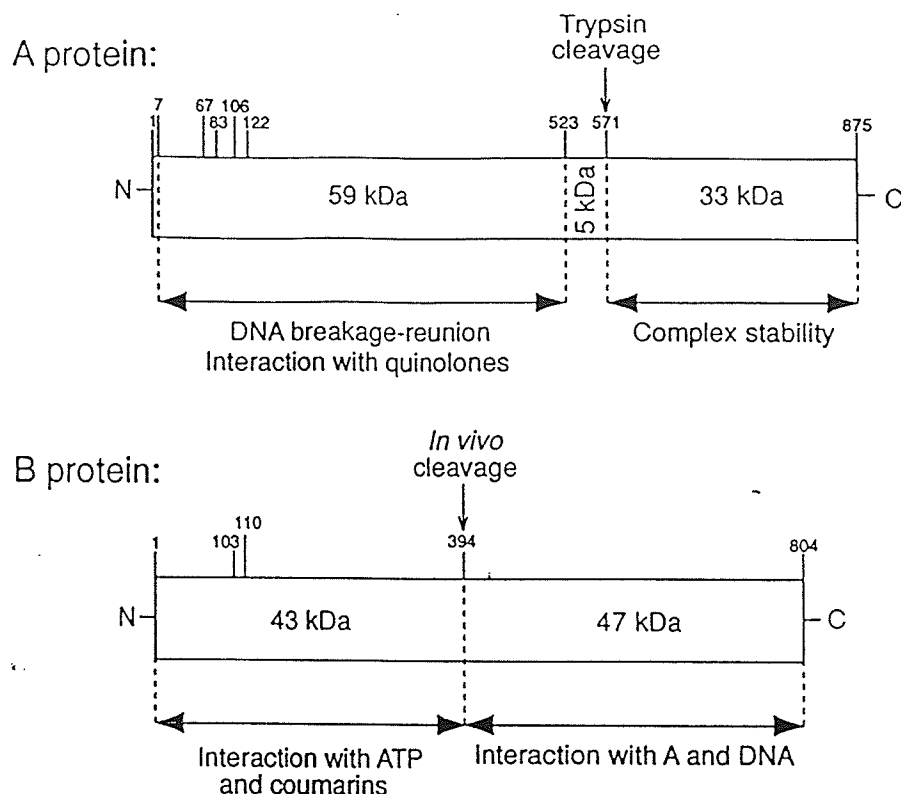 A protein:
Trypsin
cleavage
1 7 67 83 106 122 523 571 875
N 59 kDa 5 kDa 33 kDa C
DNA breakage-reunion
Interaction with quinolones
Complex stability
B protein:
In vivo
cleavage
1 103 110 394 804
N 43 kDa 47 kDa C
Interaction with ATP
and coumarins
Interaction with A and DNA